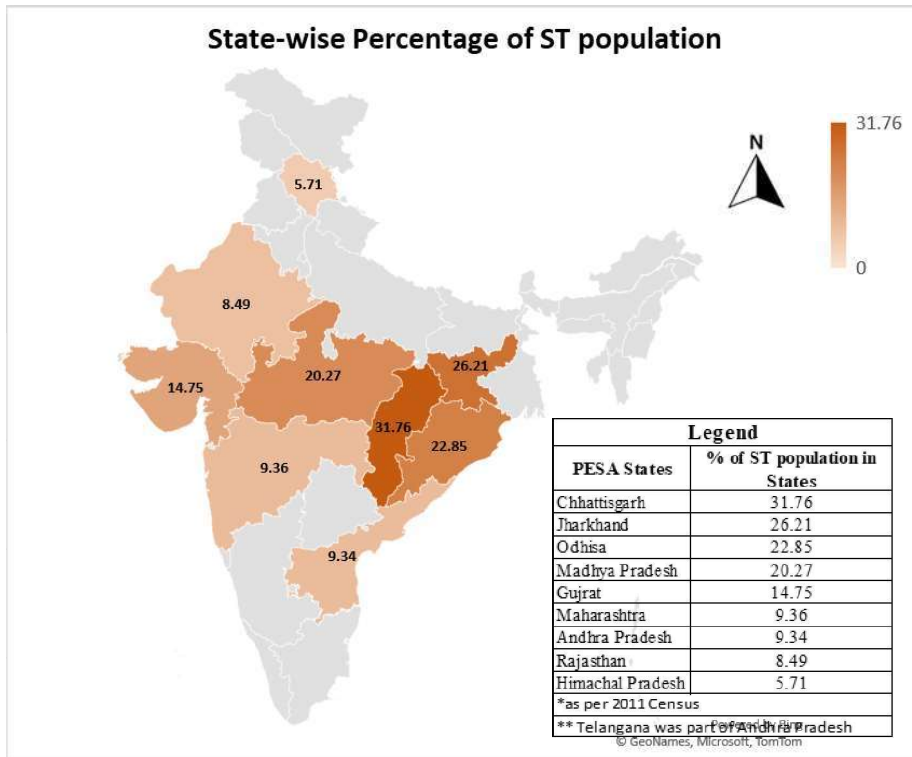 State-wise Percentage of ST population
31.76
N
0
5.71
8.49
26.21
20.27
14.75
31.76
22.85
9.36
9.34
Legend
PESA States % of ST population in States
Chhattisgarh 31.76
Jharkhand 26.21
Odhisa 22.85
Madhya Pradesh 20.27
Gujrat 14.75
Maharashtra 9.36
Andhra Pradesh 9.34
Rajasthan 8.49
Himachal Pradesh 5.71
*as per 2011 Census
** Telangana was part of Andhra Pradesh
Powered by Bing
© GeoNames, Microsoft, TomTom